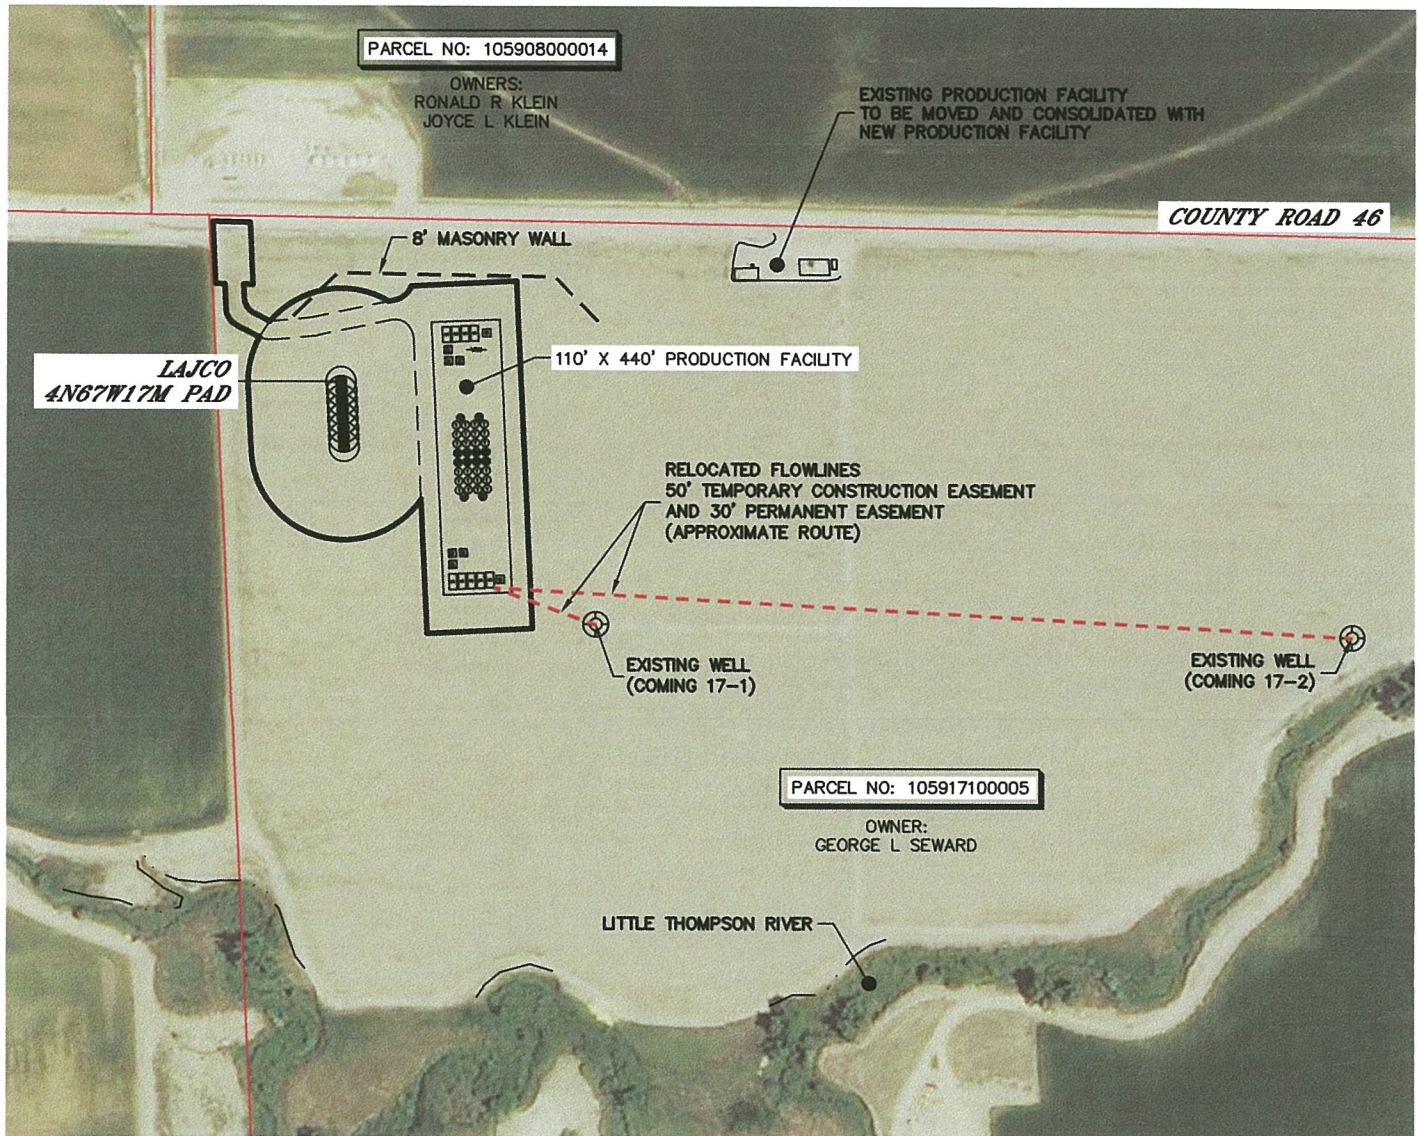 PARCEL NO: 105908000014
OWNERS:
RONALD R KLEIN
JOYCE L KLEIN
EXISTING PRODUCTION FACILITY
TO BE MOVED AND CONSOLIDATED WITH
NEW PRODUCTION FACILITY
COUNTY ROAD 46
8' MASONRY WALL
110' X 440' PRODUCTION FACILITY
LAJCO
4N67W17M PAD
RELOCATED FLOWLINES
50' TEMPORARY CONSTRUCTION EASEMENT
AND 30' PERMANENT EASEMENT
(APPROXIMATE ROUTE)
EXISTING WELL
(COMING 17-1)
EXISTING WELL
(COMING 17-2)
PARCEL NO: 105917100005
OWNER:
GEORGE L SEWARD
LITTLE THOMPSON RIVER